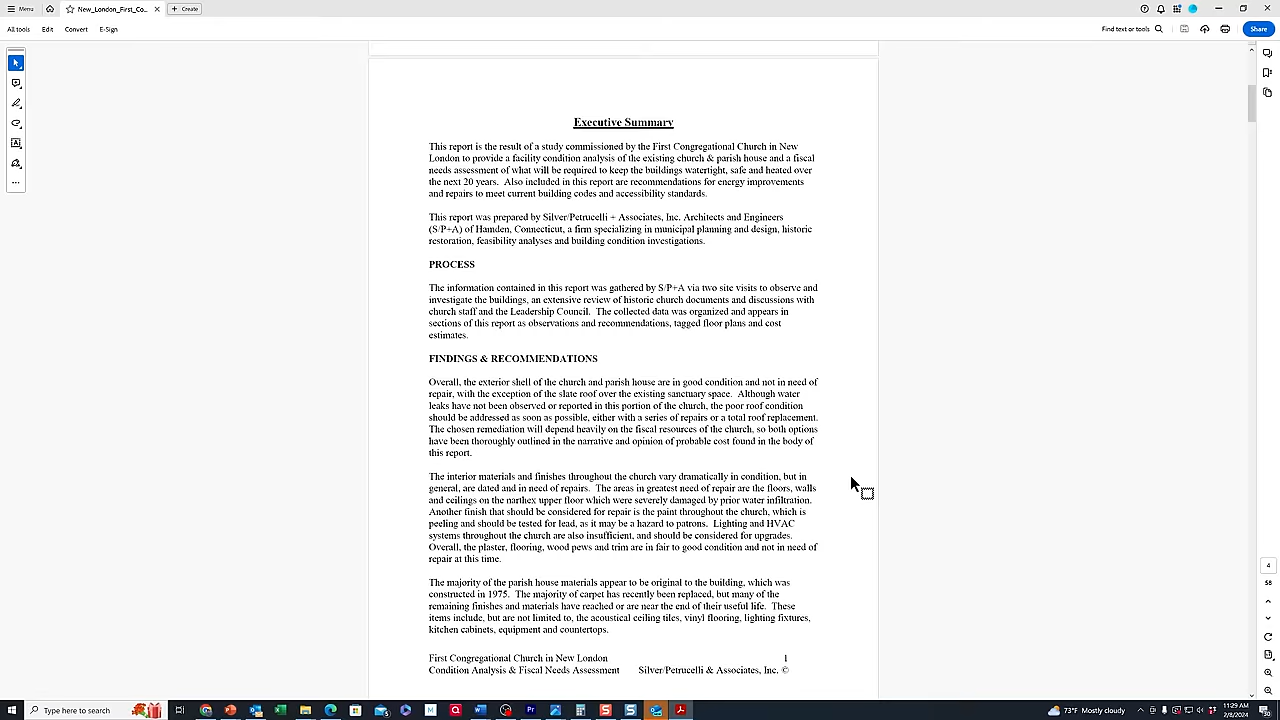 Menu
New_London_First_Co...
Create
All tools
Edit
Convert
E-Sign
Find text or tools
Share
Executive Summary
This report is the result of a study commissioned by the First Congregational Church in New
London to provide a facility condition analysis of the existing church & parish house and a fiscal
needs assessment of what will be required to keep the buildings watertight, safe and heated over
the next 20 years.  Also included in this report are recommendations for energy improvements
and repairs to meet current building codes and accessibility standards.
This report was prepared by Silver/Petrucelli + Associates, Inc. Architects and Engineers
(S/P+A) of Hamden, Connecticut, a firm specializing in municipal planning and design, historic
restoration, feasibility analyses and building condition investigations.
PROCESS
The information contained in this report was gathered by S/P+A via two site visits to observe and
investigate the buildings, an extensive review of historic church documents and discussions with
church staff and the Leadership Council.  The collected data was organized and appears in
sections of this report as observations and recommendations, tagged floor plans and cost
estimates.
FINDINGS & RECOMMENDATIONS
Overall, the exterior shell of the church and parish house are in good condition and not in need of
repair, with the exception of the slate roof over the existing sanctuary space.  Although water
leaks have not been observed or reported in this portion of the church, the poor roof condition
should be addressed as soon as possible, either with a series of repairs or a total roof replacement.
The chosen remediation will depend heavily on the fiscal resources of the church, so both options
have been thoroughly outlined in the narrative and opinion of probable cost found in the body of
this report.
The interior materials and finishes throughout the church vary dramatically in condition, but in
general, are dated and in need of repairs.  The areas in greatest need of repair are the floors, walls
and ceilings on the narthex upper floor which were severely damaged by prior water infiltration.
Another finish that should be considered for repair is the paint throughout the church, which is
peeling and should be tested for lead, as it may be a hazard to patrons.  Lighting and HVAC
systems throughout the church are also insufficient, and should be considered for upgrades.
Overall, the plaster, flooring, wood pews and trim are in fair to good condition and not in need of
repair at this time.
The majority of the parish house materials appear to be original to the building, which was
constructed in 1975.  The majority of carpet has recently been replaced, but many of the
remaining finishes and materials have reached or are near the end of their useful life.  These
items include, but are not limited to, the acoustical ceiling tiles, vinyl flooring, lighting fixtures,
kitchen cabinets, equipment and countertops.
First Congregational Church in New London 1
Condition Analysis & Fiscal Needs Assessment Silver/Petrucelli & Associates, Inc. ©
4
58
Type here to search
73°F Mostly cloudy
11:29 AM
2/8/2024